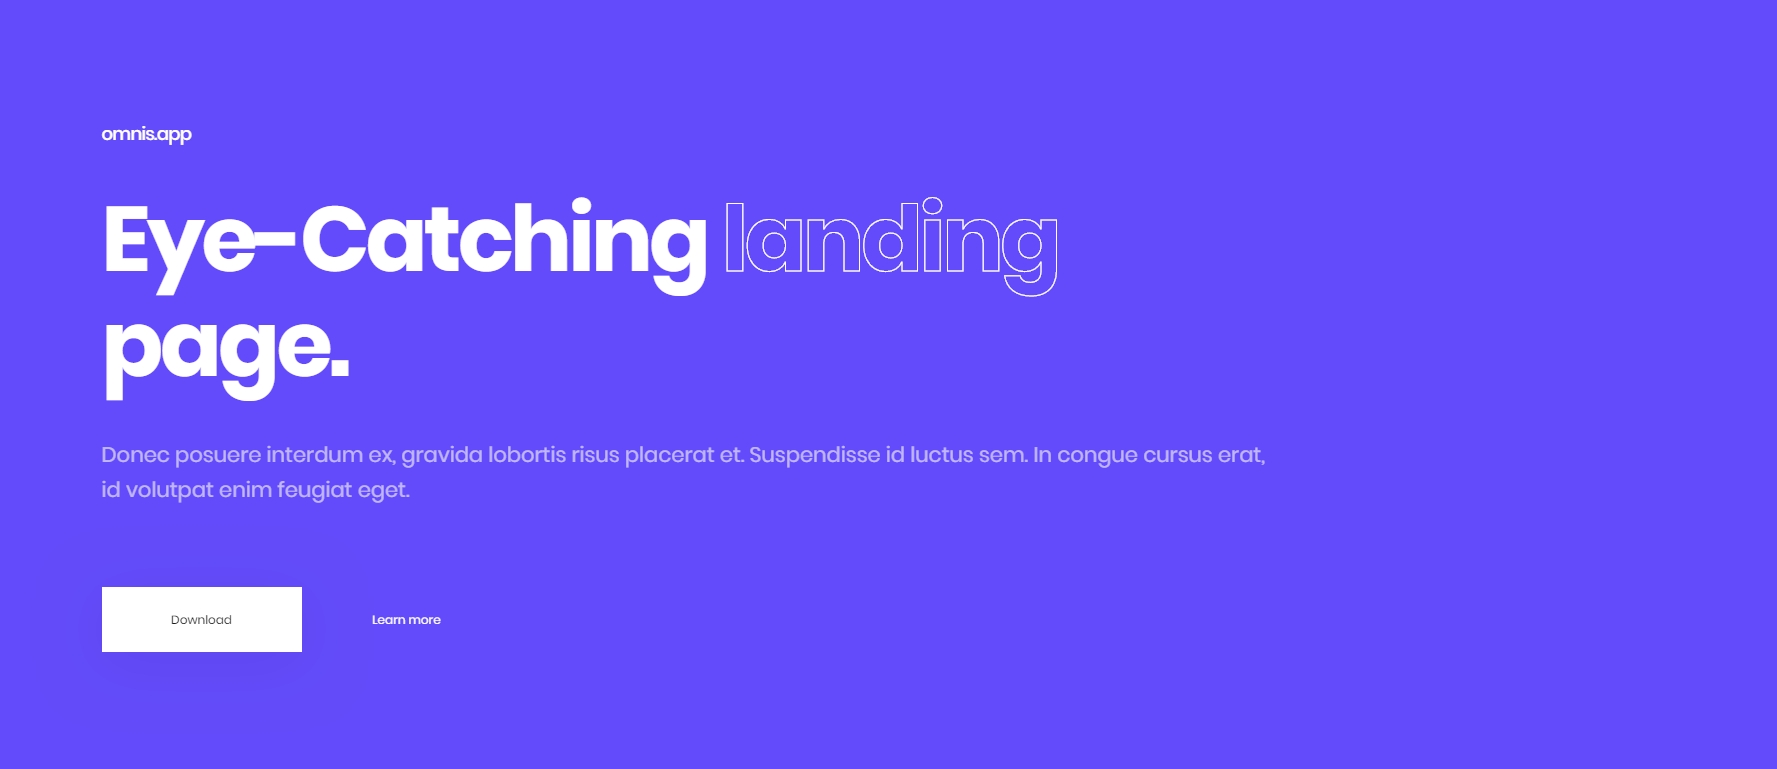 omnis.app
Eye-Catching landing
page.
Donec posuere interdum ex, gravida lobortis risus placerat et. Suspendisse id luctus sem. In congue cursus erat,
id volutpat enim feugiat eget.
Download Learn more